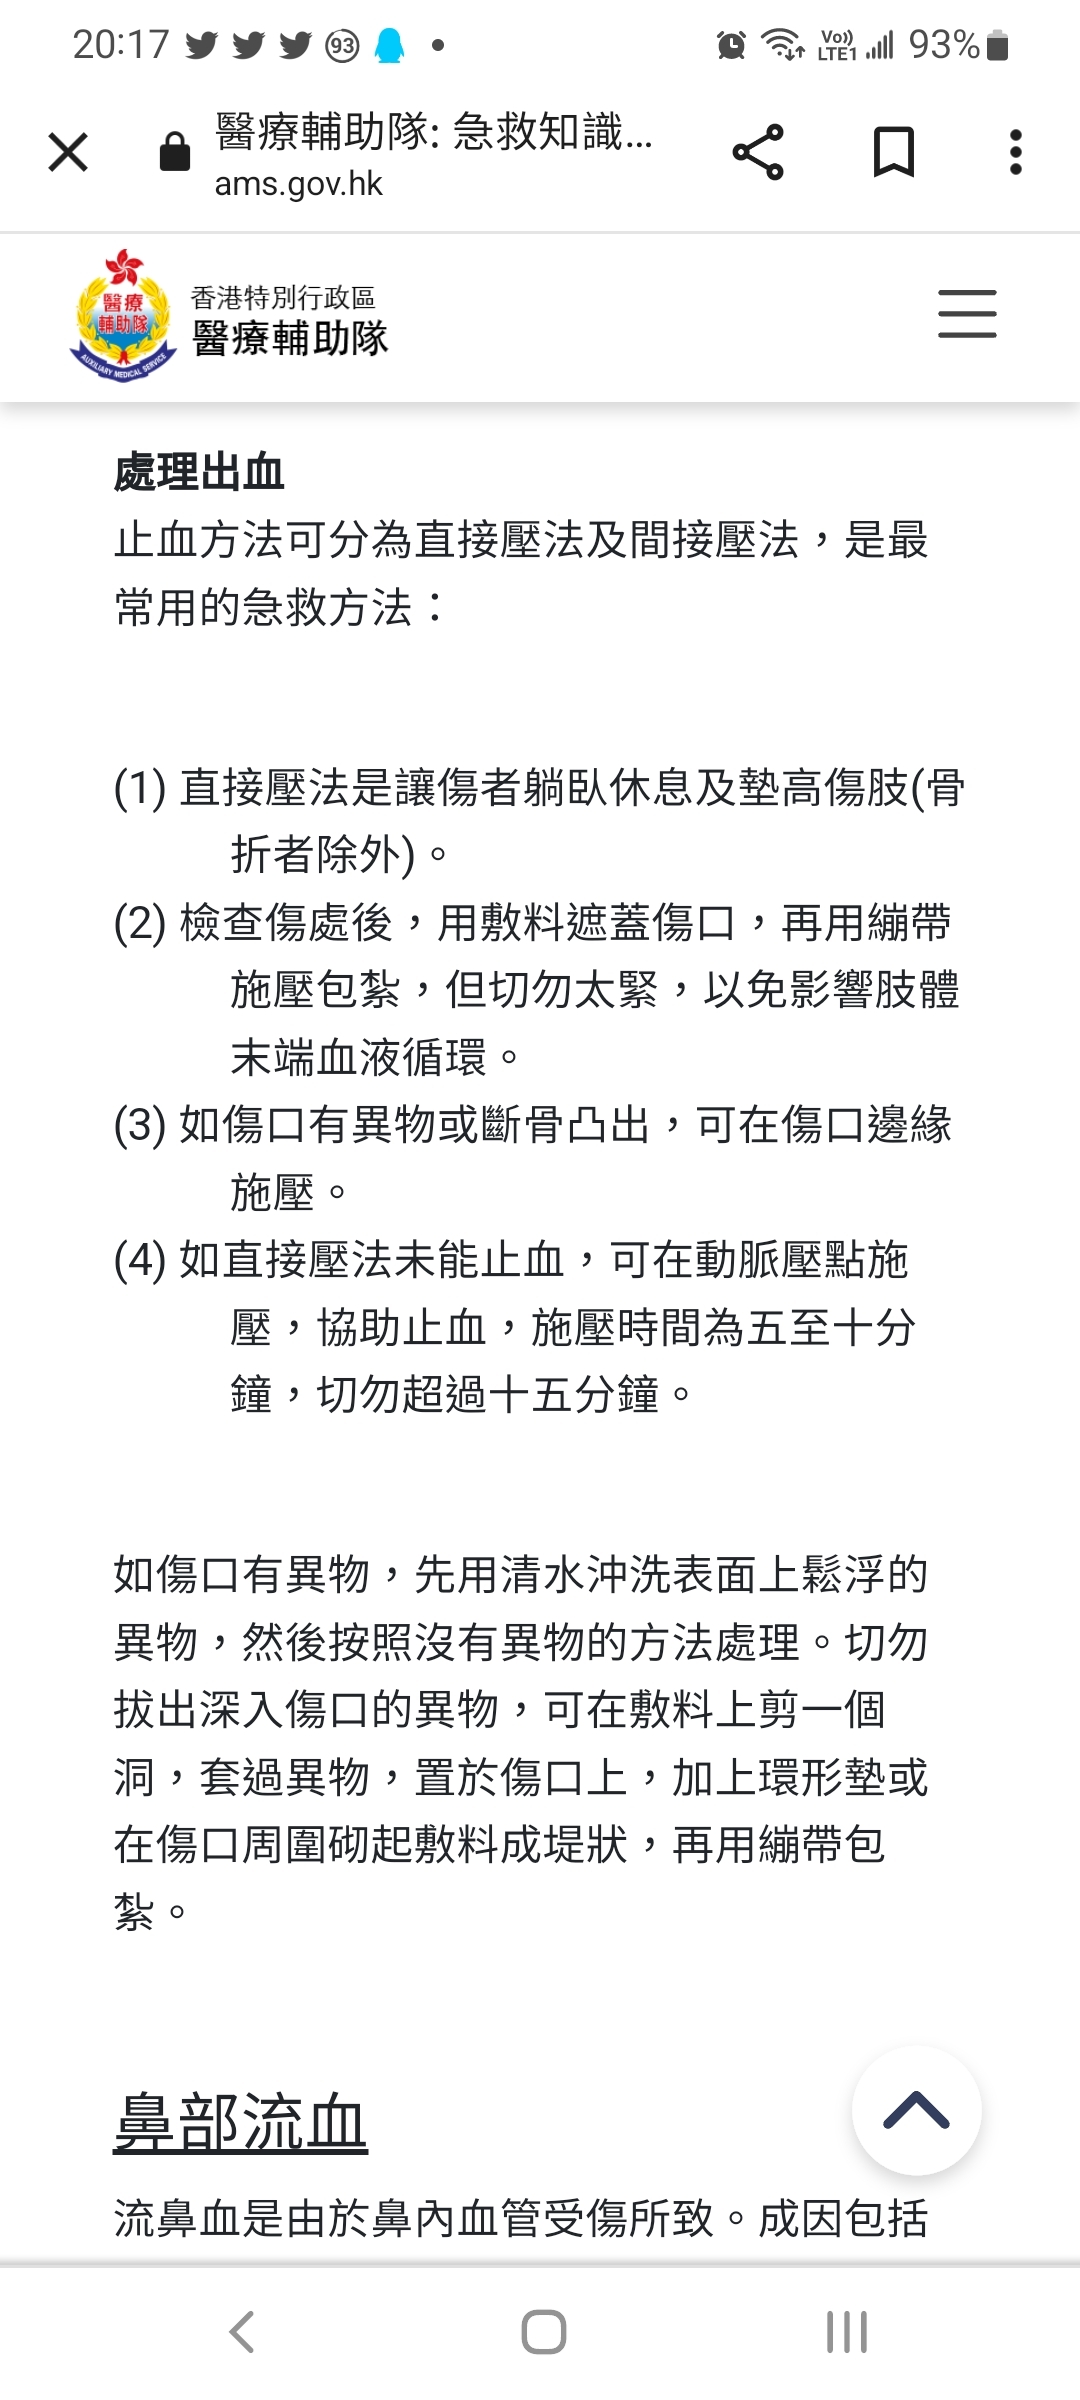 20:17 93 Vo)) LTE1 93%
醫療輔助隊: 急救知識...
ams.gov.hk
醫療
輔助隊
AUXILIARY MEDICAL SERVICE
香港特別行政區
醫療輔助隊
處理出血
止血方法可分為直接壓法及間接壓法，是最
常用的急救方法：
(1) 直接壓法是讓傷者躺臥休息及墊高傷肢(骨
折者除外)。
(2) 檢查傷處後，用敷料遮蓋傷口，再用繃帶
施壓包紮，但切勿太緊，以免影響肢體
末端血液循環。
(3) 如傷口有異物或斷骨凸出，可在傷口邊緣
施壓。
(4) 如直接壓法未能止血，可在動脈壓點施
壓，協助止血，施壓時間為五至十分
鐘，切勿超過十五分鐘。
如傷口有異物，先用清水沖洗表面上鬆浮的
異物，然後按照沒有異物的方法處理。切勿
拔出深入傷口的異物，可在敷料上剪一個
洞，套過異物，置於傷口上，加上環形墊或
在傷口周圍砌起敷料成堤狀，再用繃帶包
紮。
鼻部流血
流鼻血是由於鼻內血管受傷所致。成因包括